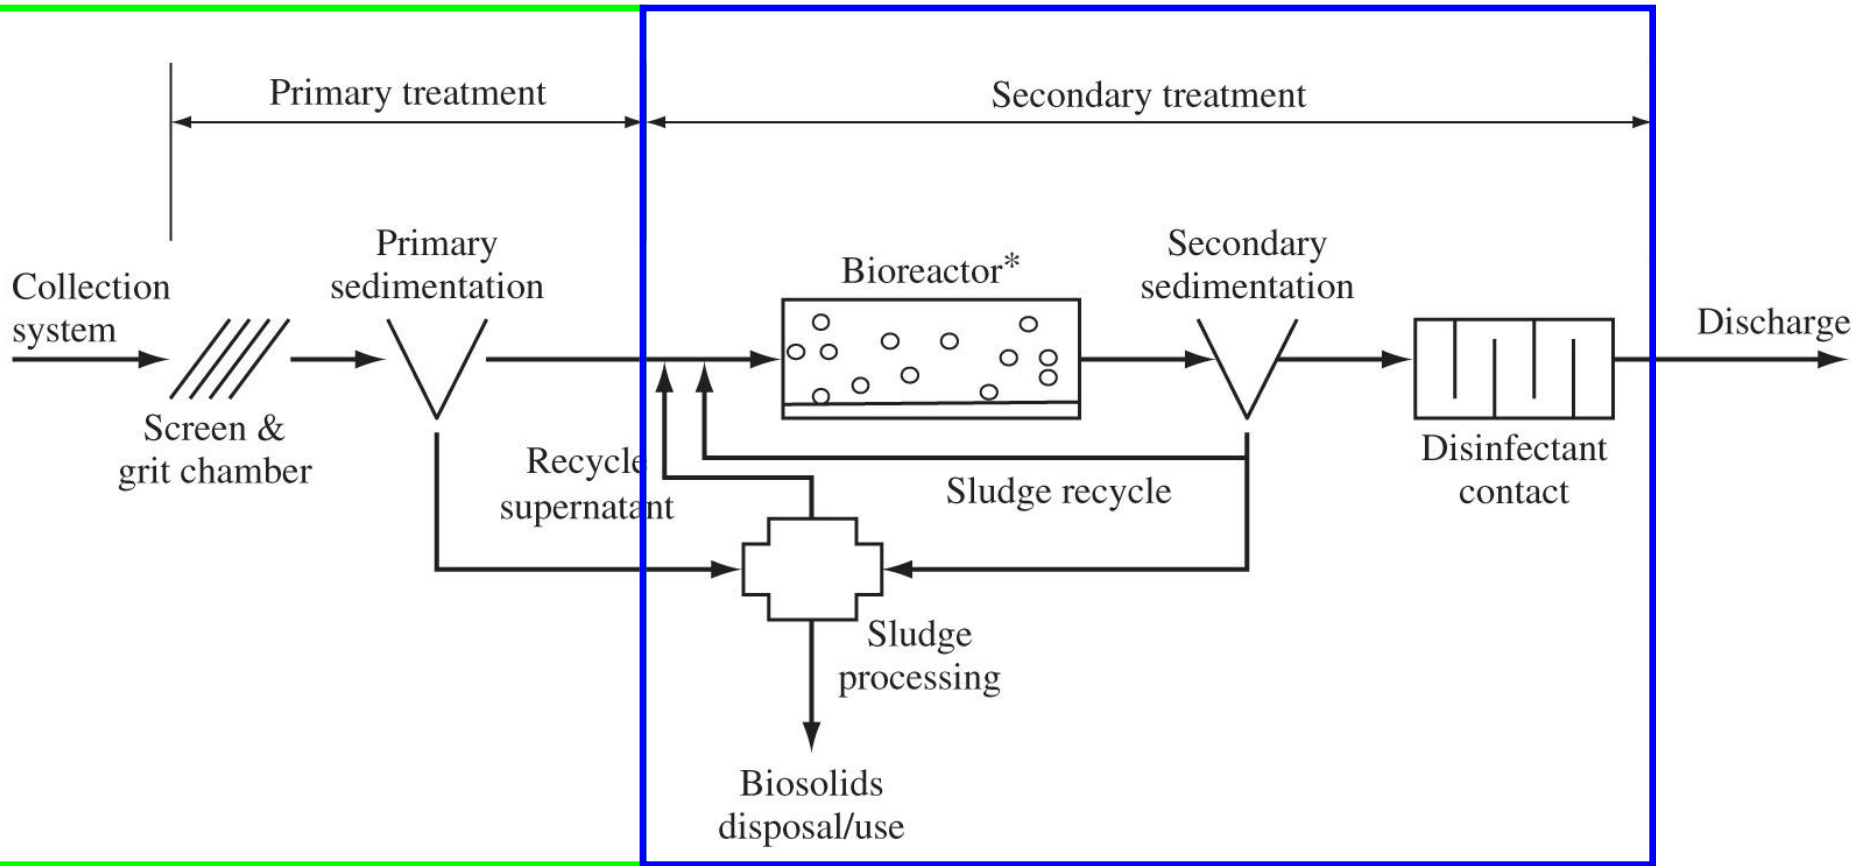 Primary treatment
Secondary treatment
Collection
system
Screen &
grit chamber
Primary
sedimentation
Bioreactor*
Secondary
sedimentation
Disinfectant
contact
Discharge
Recycle
supernatant
Sludge recycle
Sludge
processing
Biosolids
disposal/use